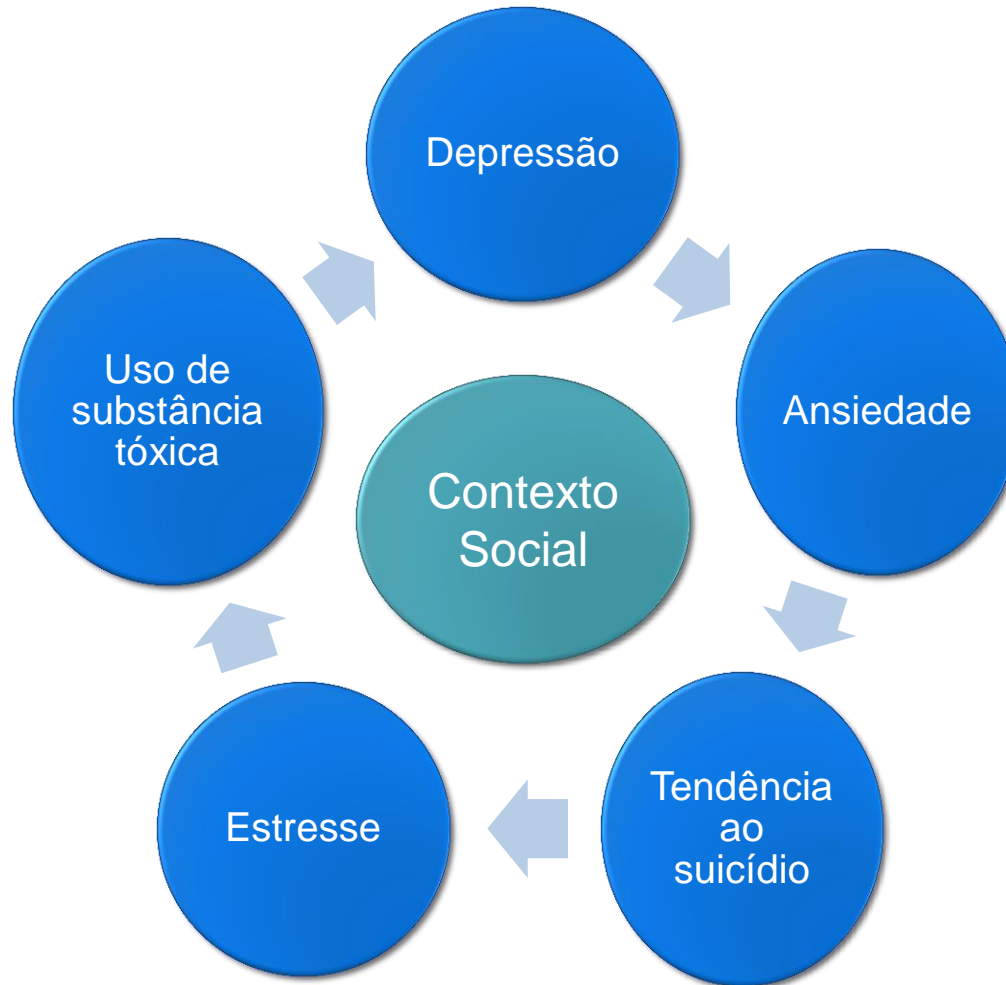 Depressão
Ansiedade
Tendência
ao
suicídio
Estresse
Uso de
substância
tóxica
Contexto
Social